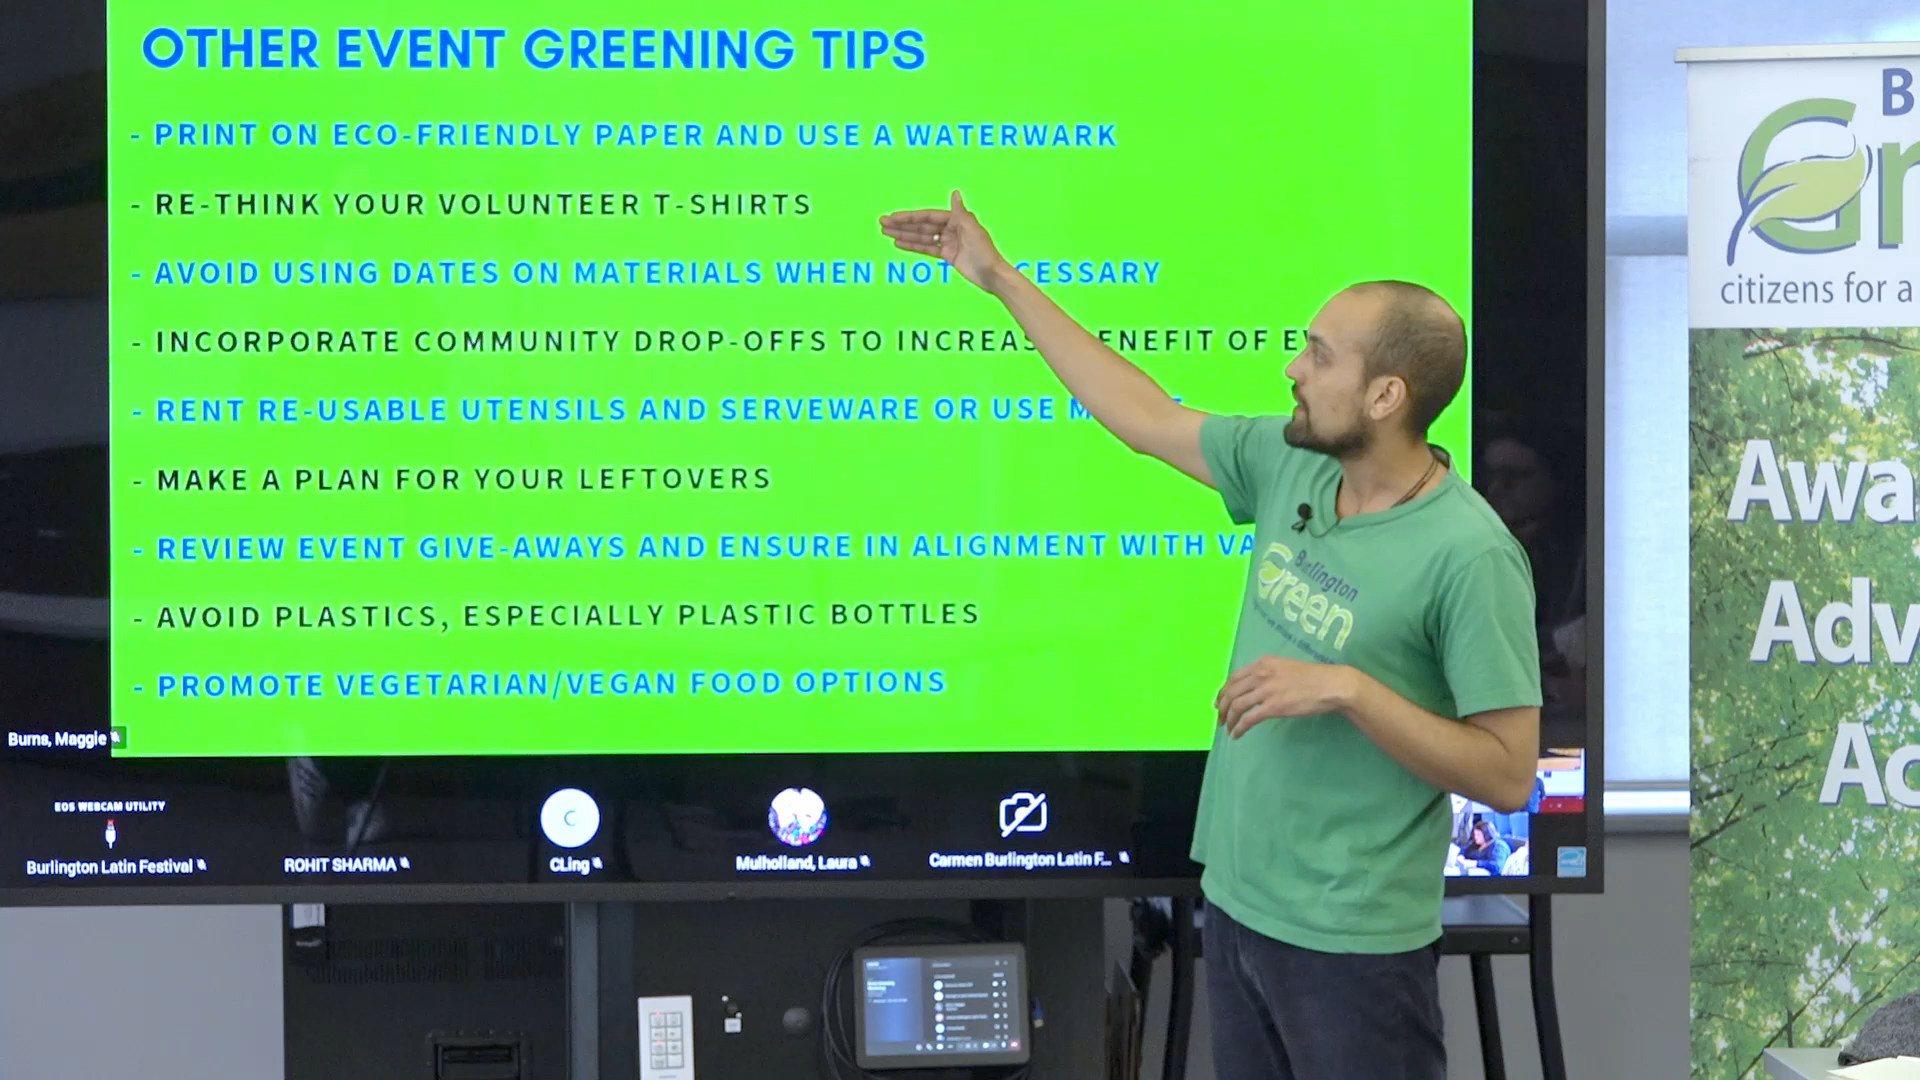 OTHER EVENT GREENING TIPS
- PRINT ON ECO-FRIENDLY PAPER AND USE A WATERWARK
- RE-THINK YOUR VOLUNTEER T-SHIRTS
- AVOID USING DATES ON MATERIALS WHEN NOT CESSARY
- INCORPORATE COMMUNITY DROP-OFFS TO INCREAS ENEFIT OF E
- RENT RE-USABLE UTENSILS AND SERVEWARE OR USE M
- MAKE A PLAN FOR YOUR LEFTOVERS
- REVIEW EVENT GIVE-AWAYS AND ENSURE IN ALIGNMENT WITH VA
- AVOID PLASTICS, ESPECIALLY PLASTIC BOTTLES
- PROMOTE VEGETARIAN/VEGAN FOOD OPTIONS
Burns, Maggie
EOS WEBCAM UTILITY
Burlington Latin Festival
ROHIT SHARMA
C
CLing
Mulholland, Laura
Carmen Burlington Latin F...
Burlington
Green
B
Gr
citizens for a
Awa
Adv
Ac